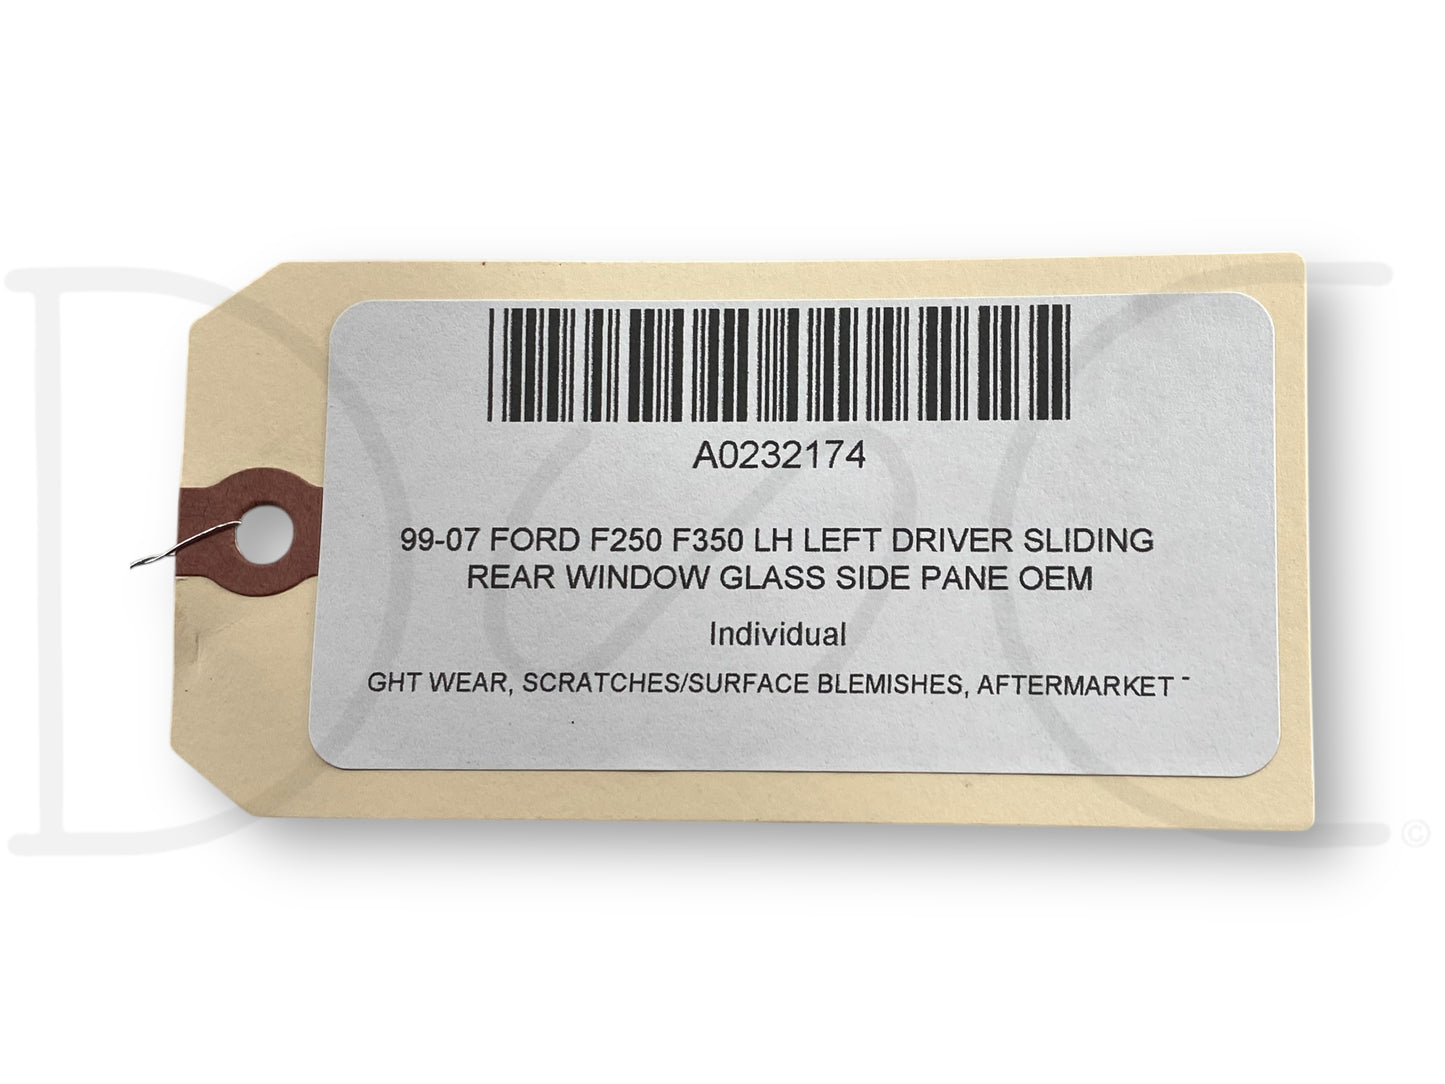 A0232174
99-07 FORD F250 F350 LH LEFT DRIVER SLIDING
REAR WINDOW GLASS SIDE PANE OEM
Individual
GHT WEAR, SCRATCHES/SURFACE BLEMISHES, AFTERMARKET
D & C
©